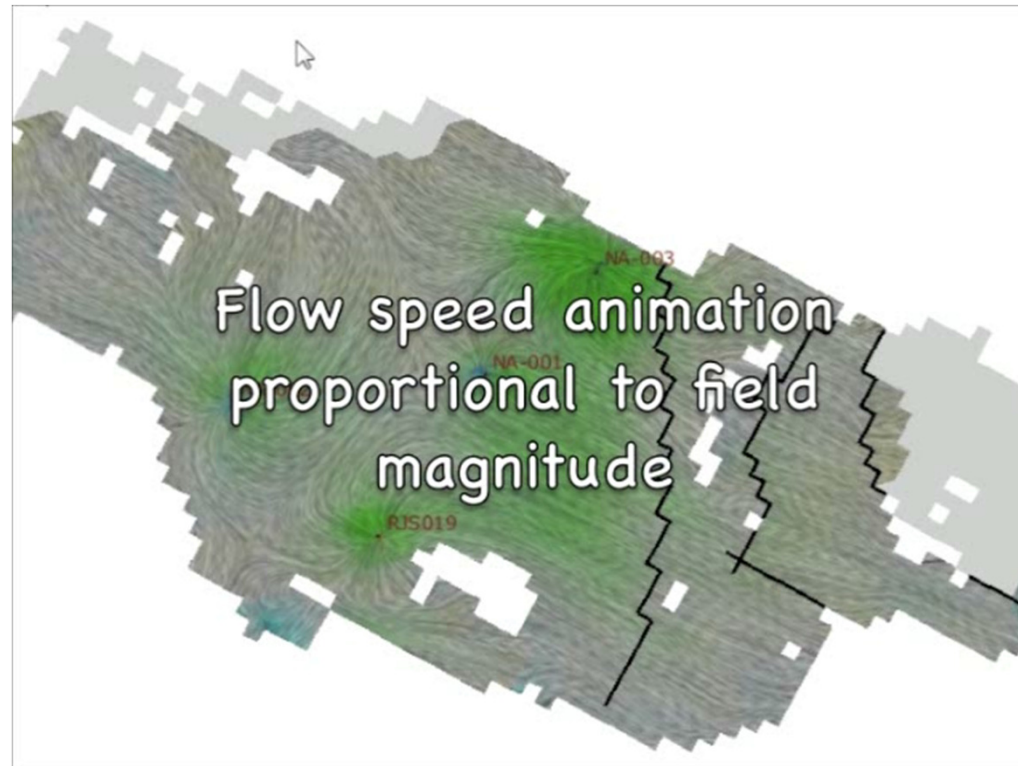 NA-003
Flow speed animation
NA-001
proportional to field
magnitude
RJS019